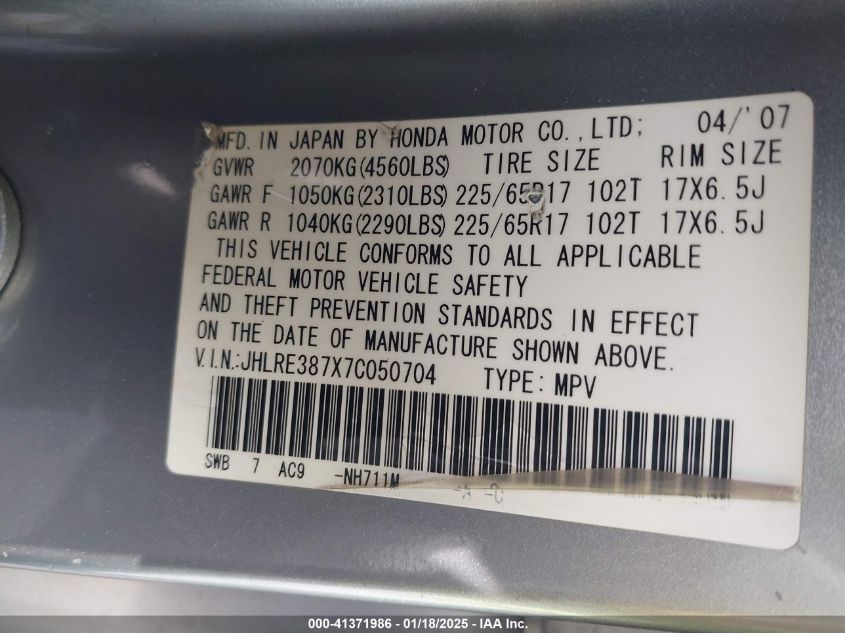 MFD. IN JAPAN BY HONDA MOTOR CO.,LTD; 04/'07
GVWR 2070KG(4560LBS) TIRE SIZE RIM SIZE
GAWR F 1050KG(2310LBS) 225/65R17 102T 17X6.5J
GAWR R 1040KG(2290LBS) 225/65R17 102T 17X6.5J
THIS VEHICLE CONFORMS TO ALL APPLICABLE
FEDERAL MOTOR VEHICLE SAFETY
AND THEFT PREVENTION STANDARDS IN EFFECT
ON THE DATE OF MANUFACTURE SHOWN ABOVE.
V.I.N.:JHLRE387X7C050704 TYPE: MPV
SWB 7 AC9 -NH711M -A -C
000-41371986 - 01/18/2025 - IAA Inc.